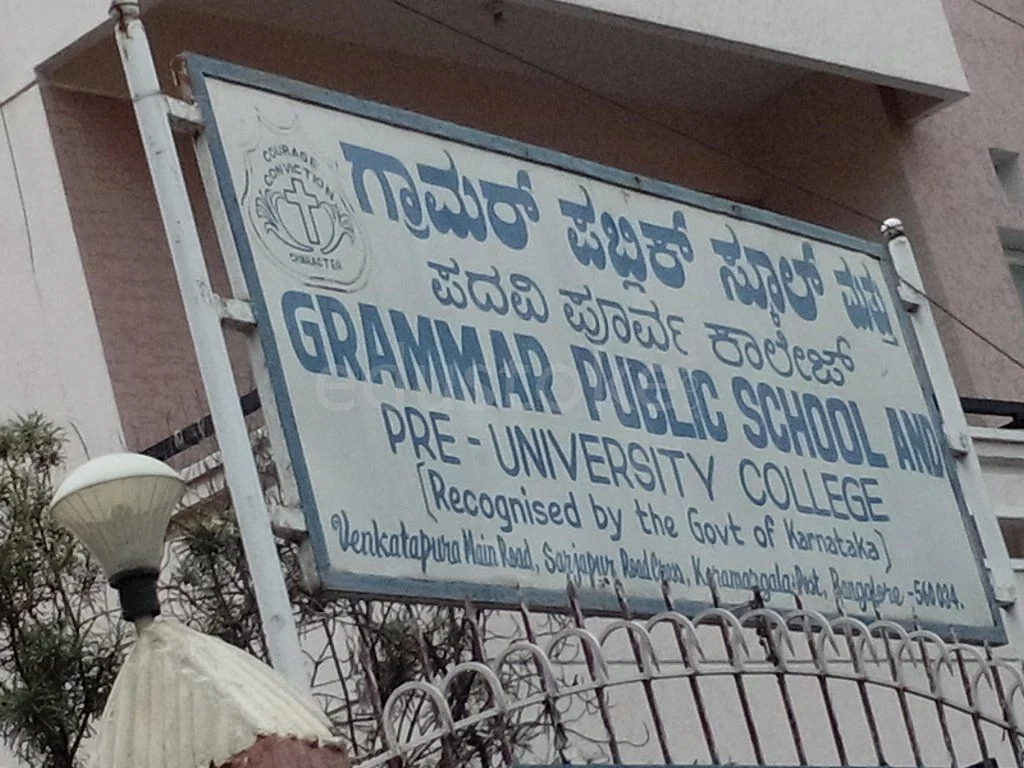 COURAGE
CONVICTION
CHARACTER
ಗ್ರಾಮರ್ ಪಬ್ಲಿಕ್ ಸ್ಕೂಲ್ ಮತ್ತು
ಪದವಿ ಪೂರ್ವ ಕಾಲೇಜ್
GRAMMAR PUBLIC SCHOOL AND
PRE - UNIVERSITY COLLEGE
(Recognised by the Govt of Karnataka)
Venkatapura Main Road, Sarjapur Road Cross, Koramangala Post, Bangalore - 560 034.